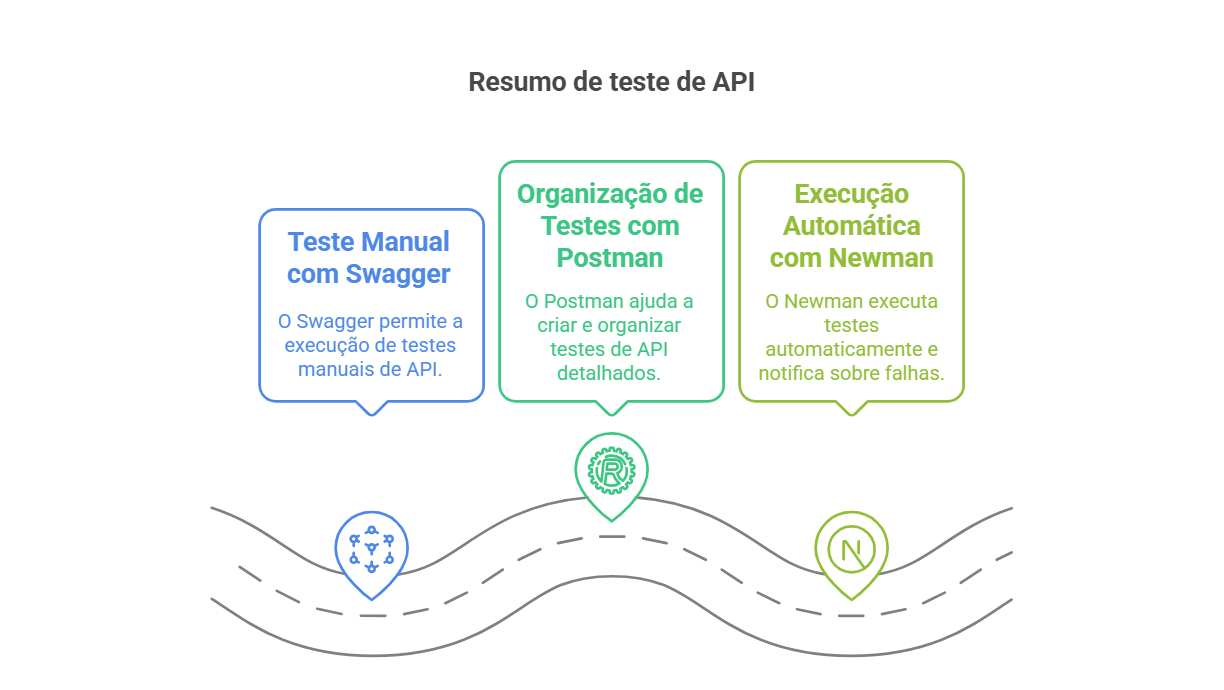 Resumo de teste de API
Teste Manual
com Swagger
O Swagger permite a
execução de testes
manuais de API.
Organização de
Testes com
Postman
O Postman ajuda a
criar e organizar
testes de API
detalhados.
Execução
Automática
com Newman
O Newman executa
testes
automaticamente e
notifica sobre falhas.
R
N